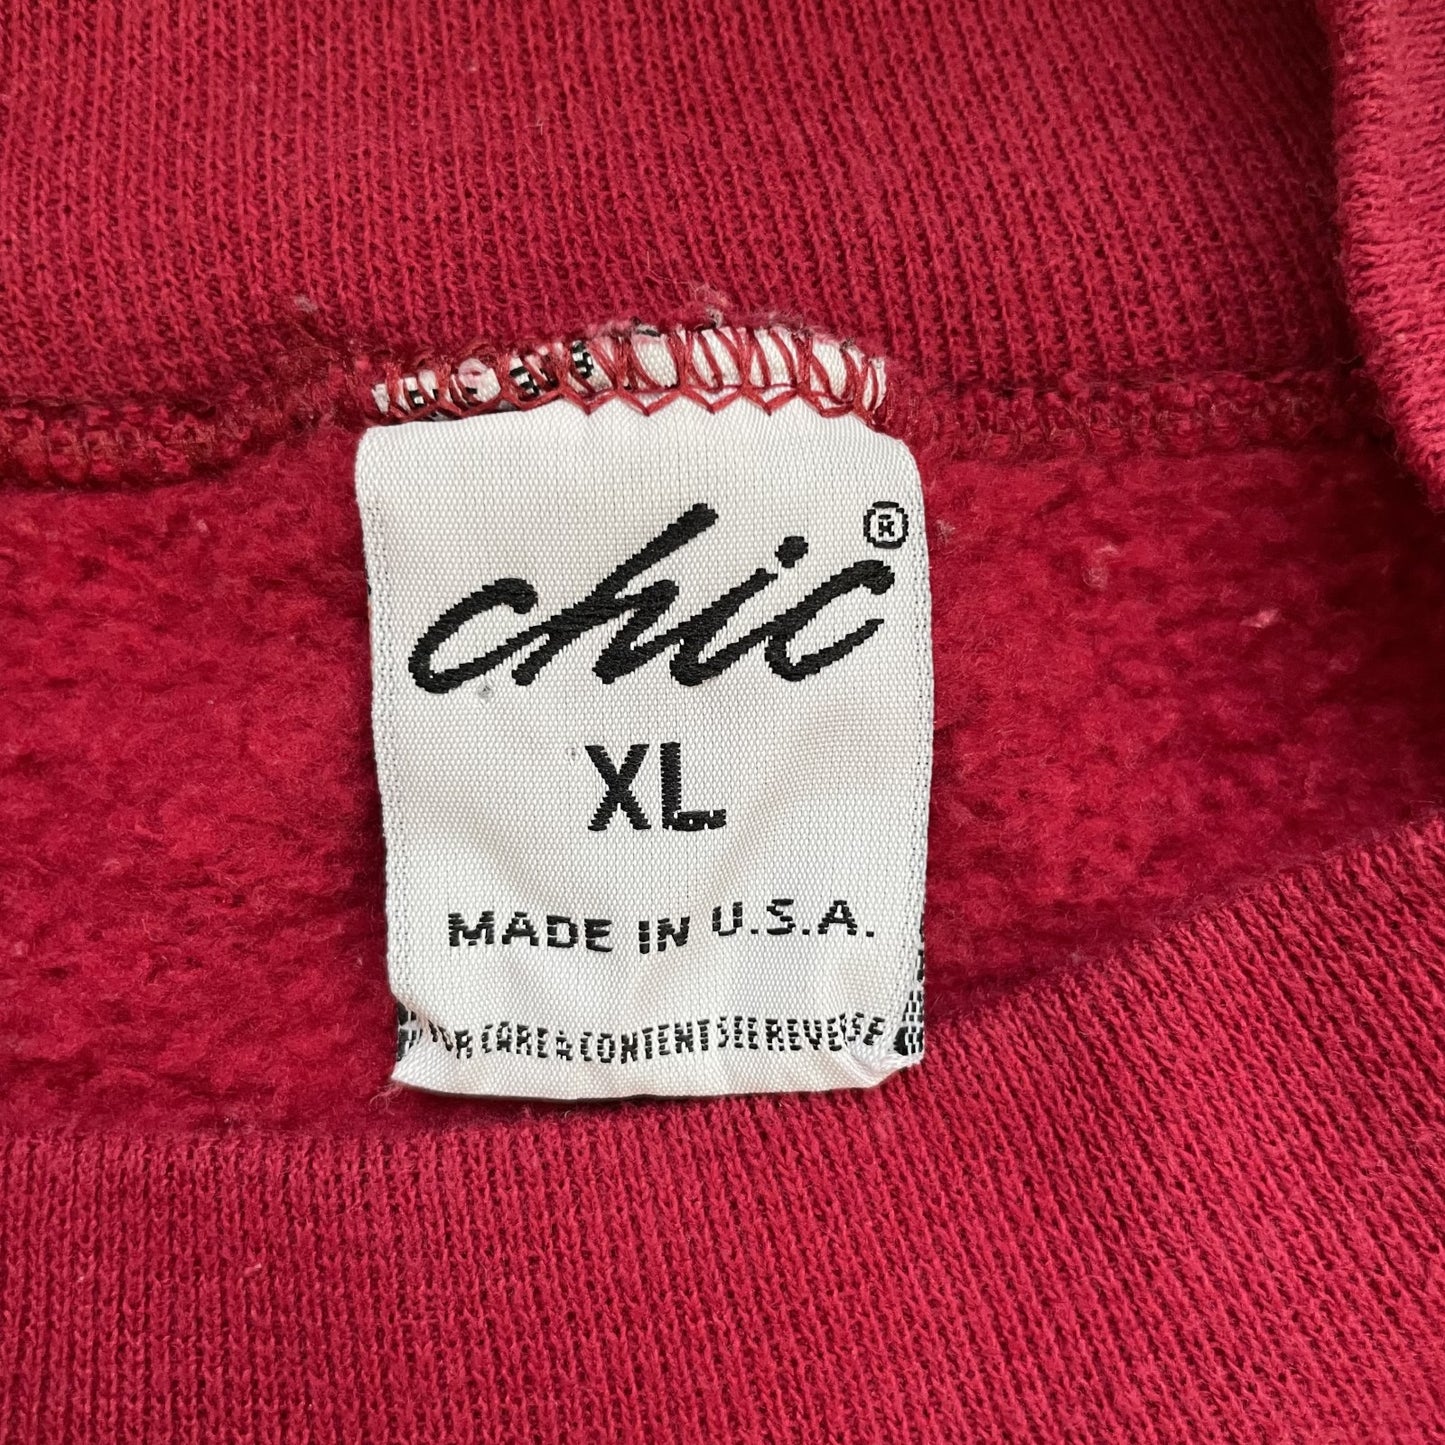 chic®
XL
MADE IN U.S.A.
FOR CARE & CONTENT SEE REVERSE